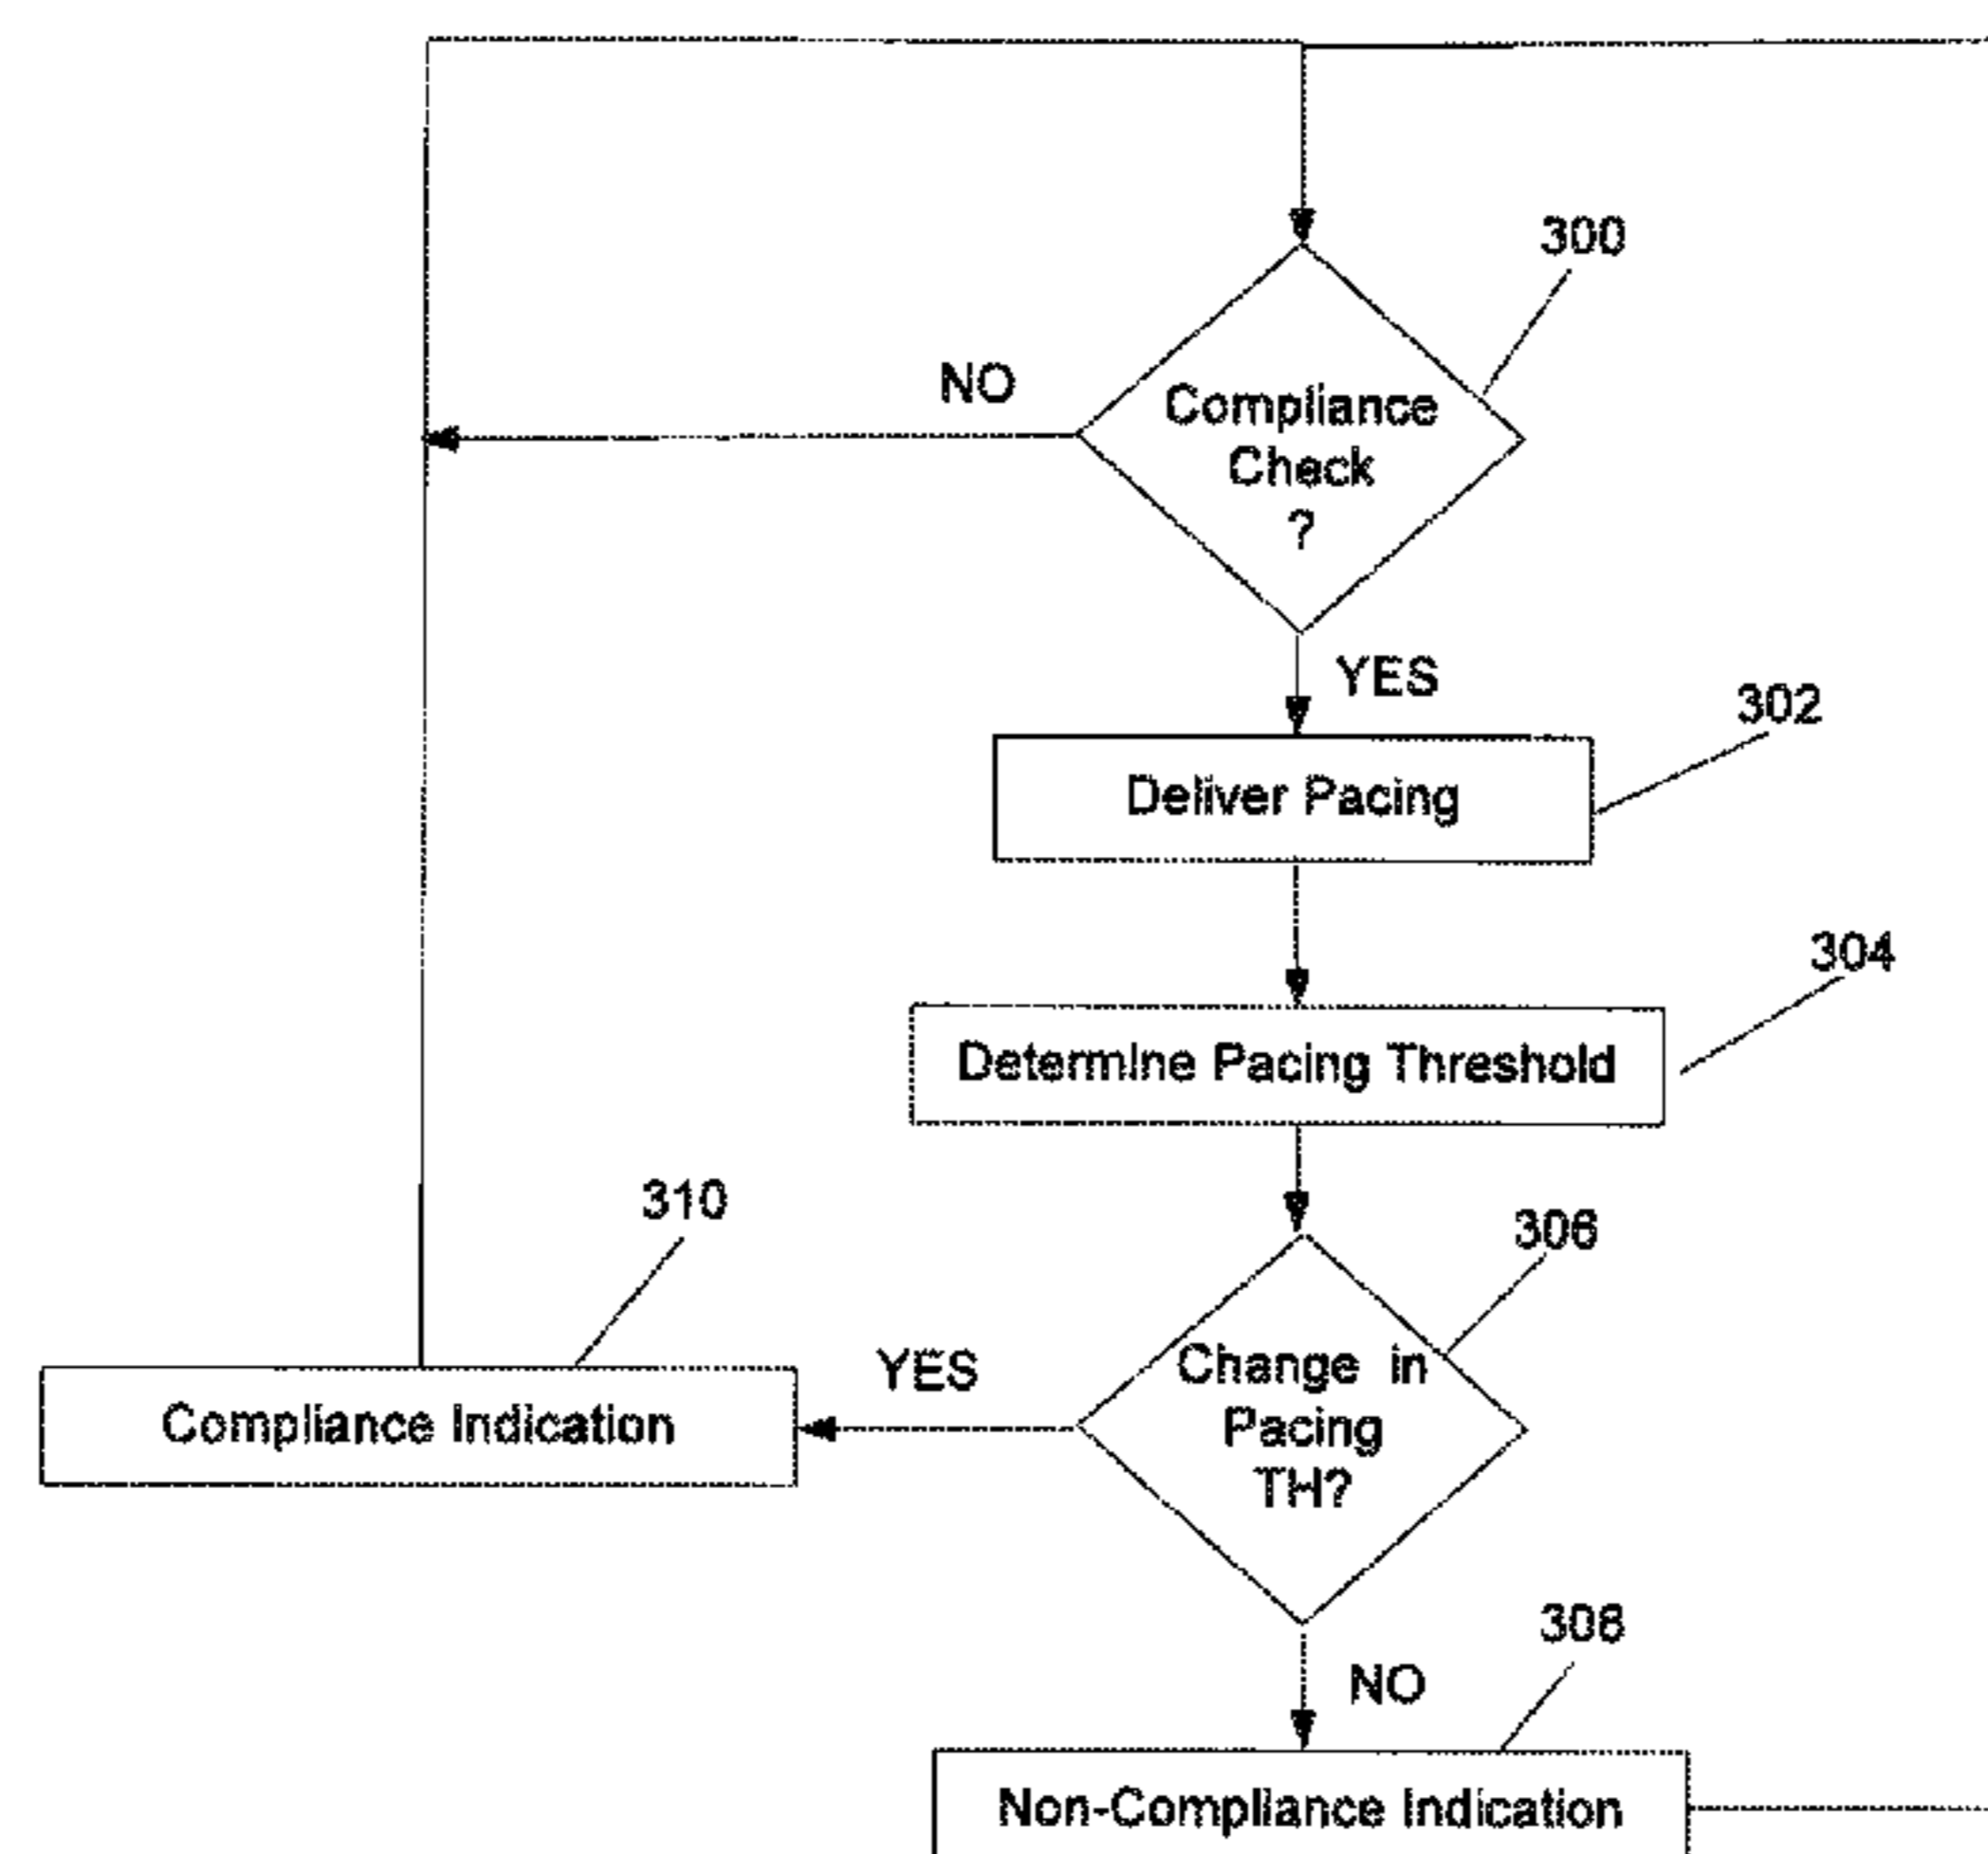 300
NO
Compliance
Check
?
YES
302
Deliver Pacing
304
Determine Pacing Threshold
310
306
YES
Change in
Pacing
TH?
Compliance Indication
308
NO
Non-Compliance Indication